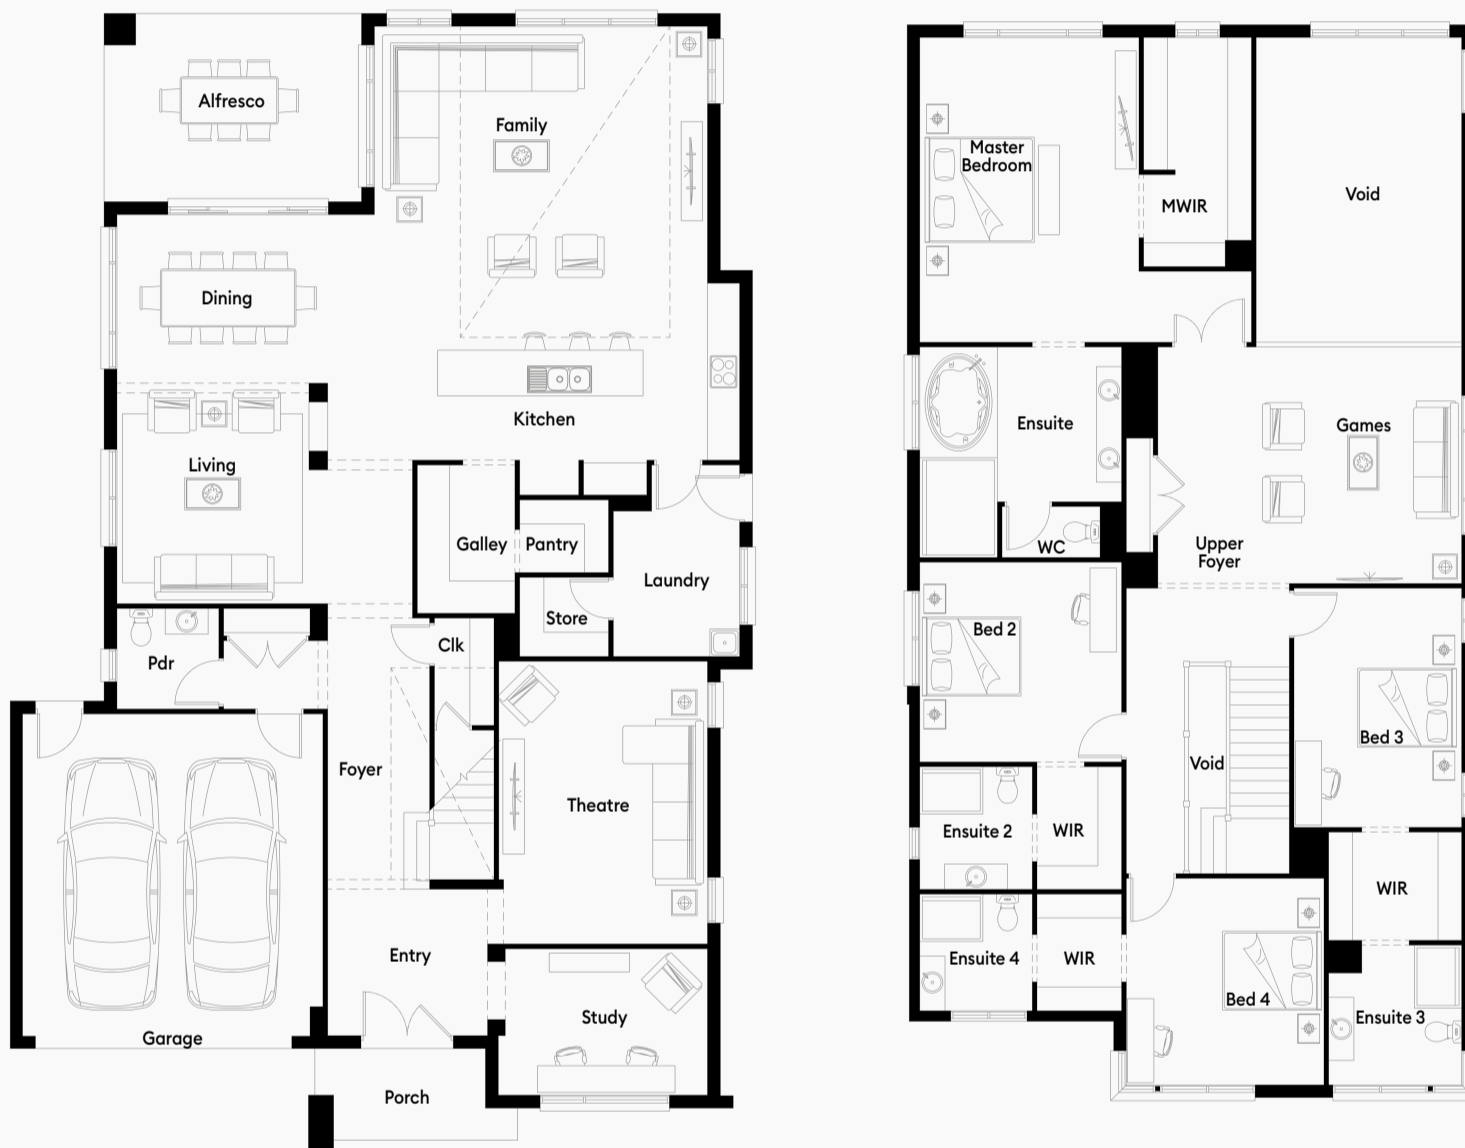 Alfresco
Family
Dining
Kitchen
Living
Galley
Pantry
Laundry
Store
Pdr
Clk
Foyer
Theatre
Entry
Study
Garage
Porch
Master
Bedroom
MWIR
Void
Ensuite
Games
WC
Upper
Foyer
Bed 2
Bed 3
Void
Ensuite 2
WIR
WIR
Ensuite 4
WIR
Bed 4
Ensuite 3